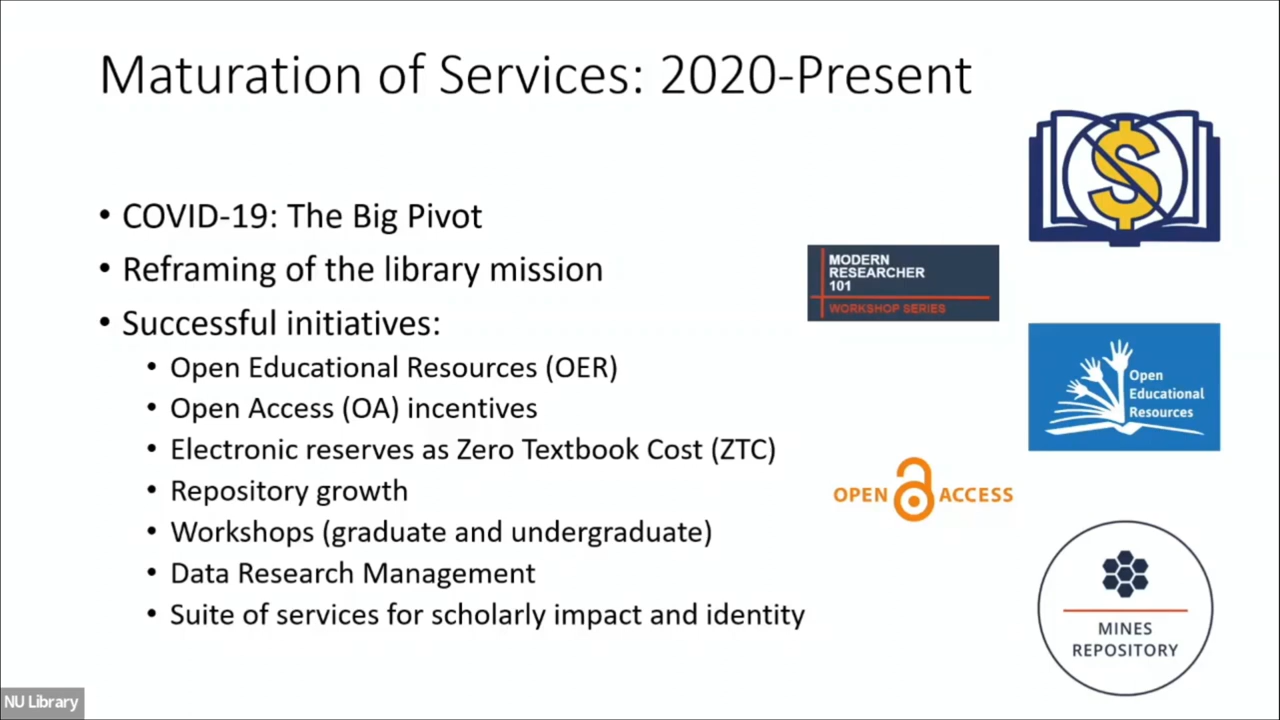 Maturation of Services: 2020-Present
• COVID-19: The Big Pivot
• Reframing of the library mission
• Successful initiatives:
• Open Educational Resources (OER)
• Open Access (OA) incentives
• Electronic reserves as Zero Textbook Cost (ZTC)
• Repository growth
• Workshops (graduate and undergraduate)
• Data Research Management
• Suite of services for scholarly impact and identity
$
MODERN
RESEARCHER
101
WORKSHOP SERIES
Open
Educational
Resources
OPEN ACCESS
MINES
REPOSITORY
NU Library